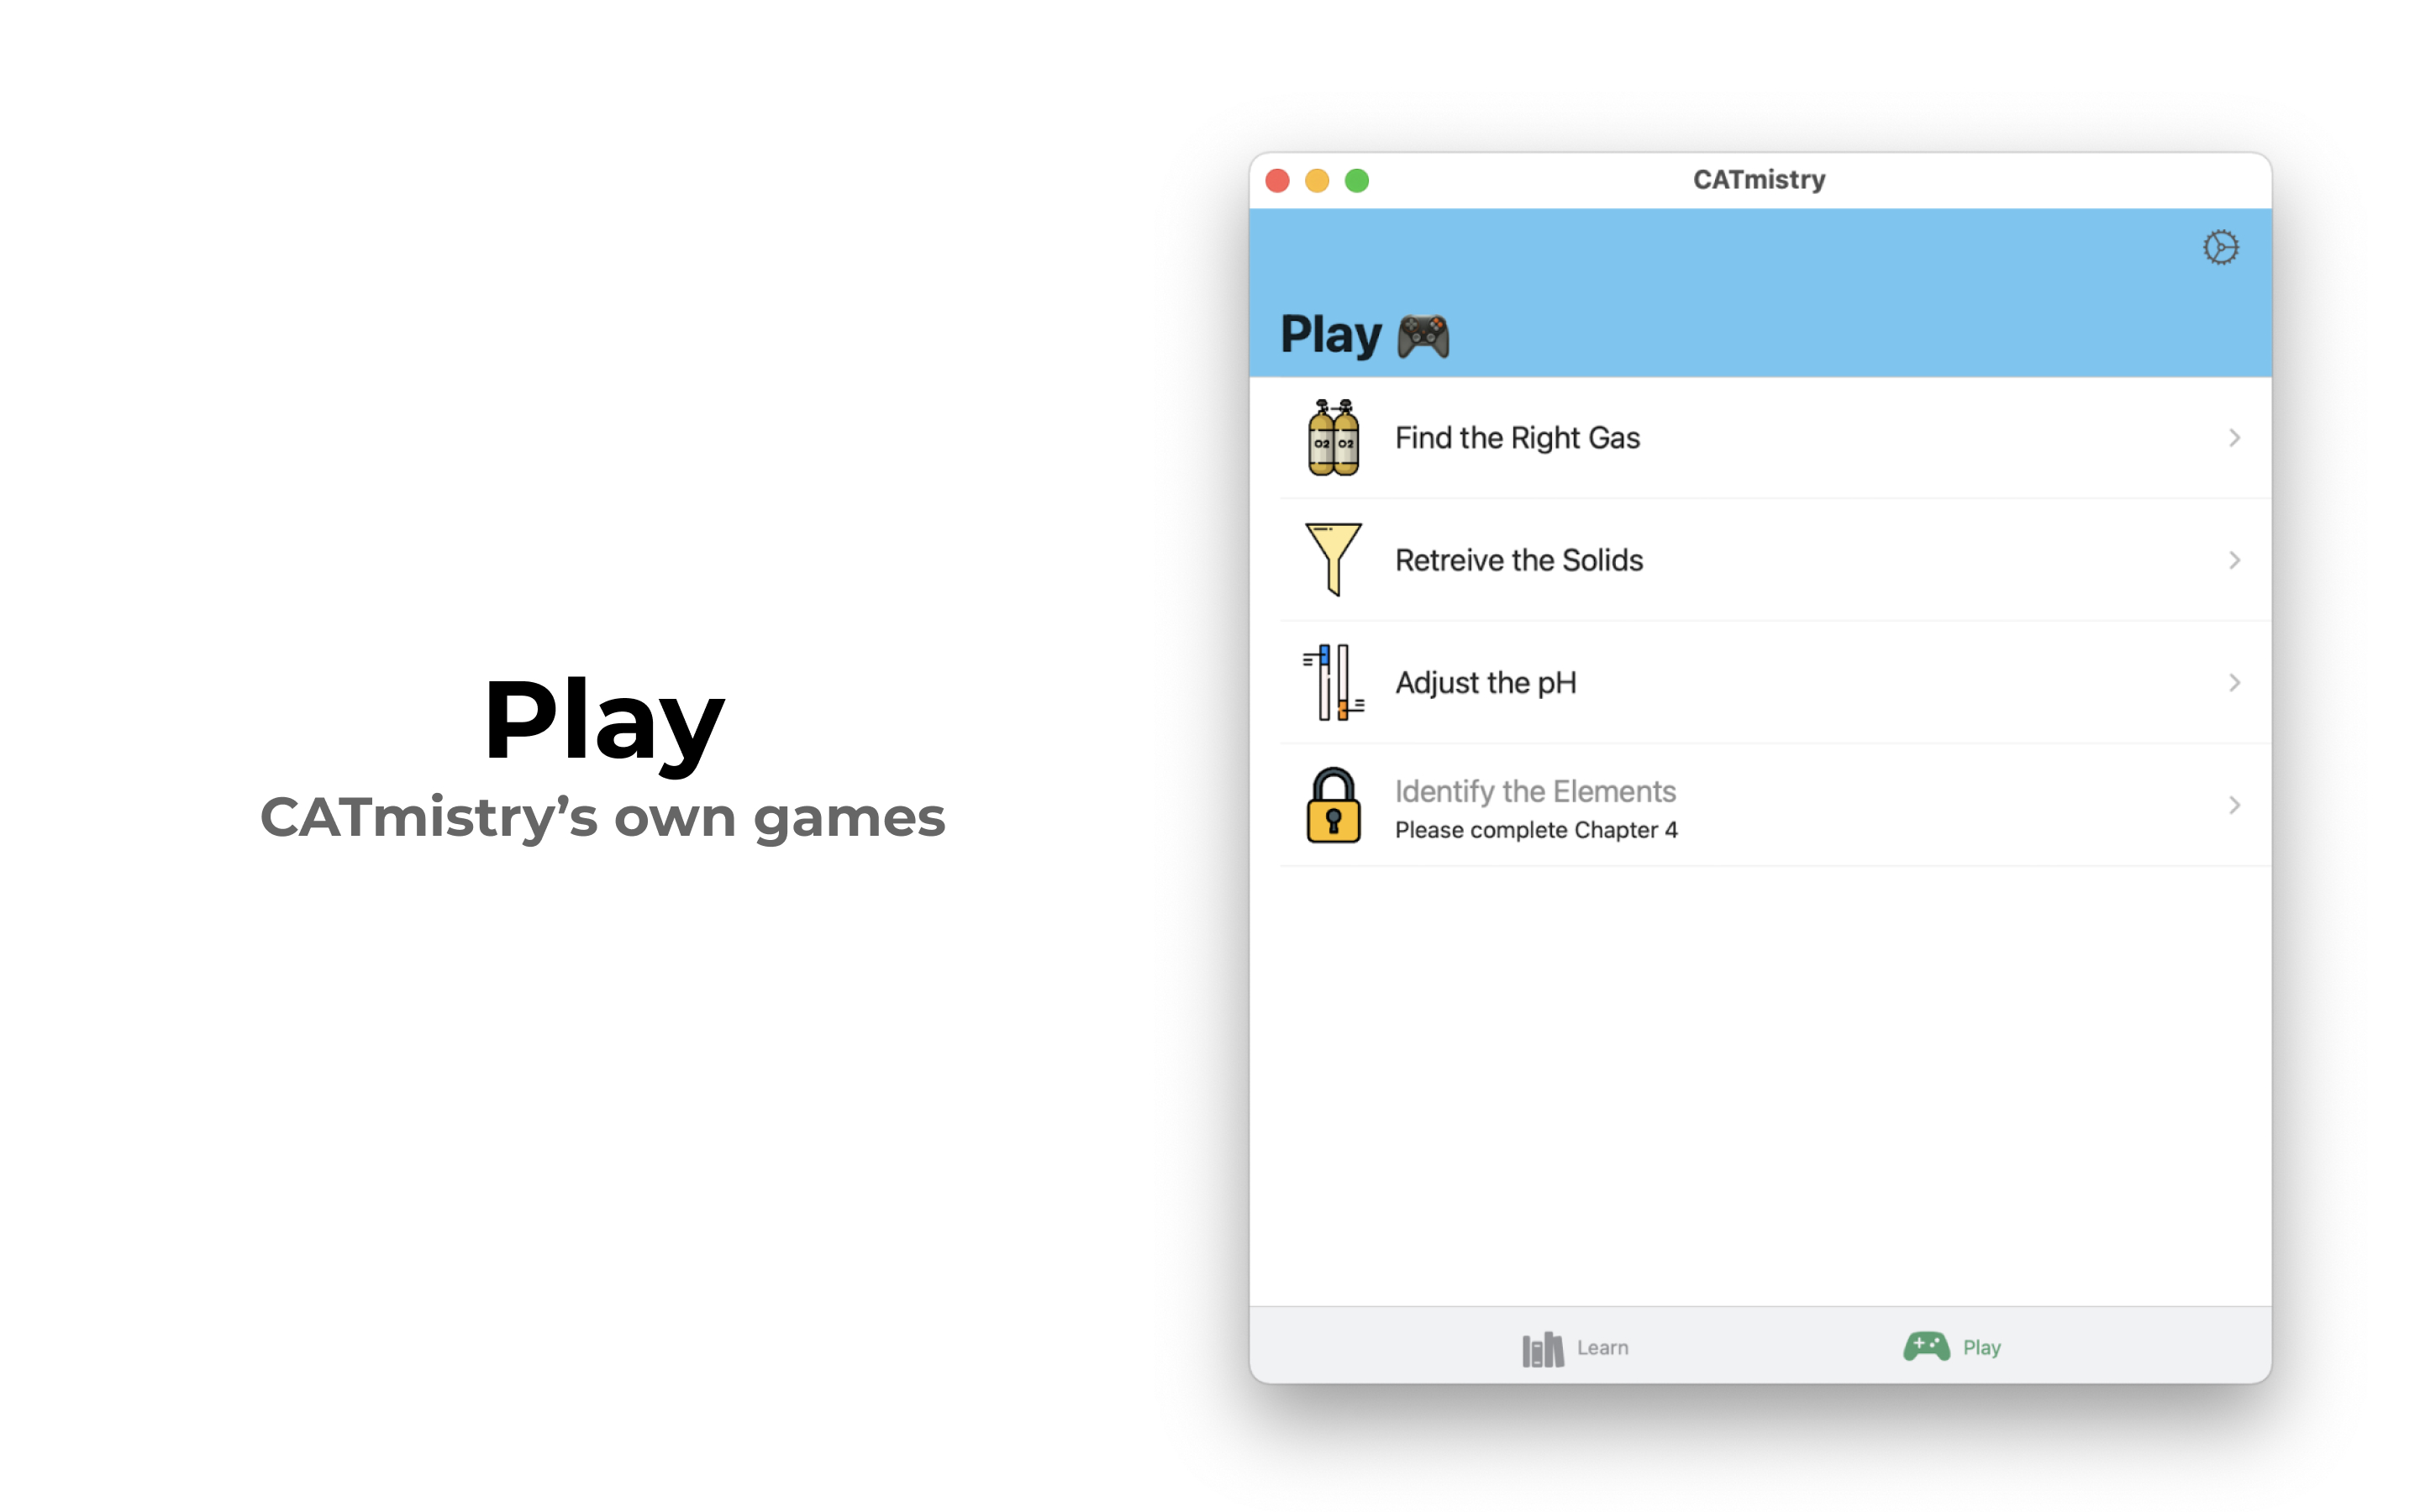 Play
CATmistry’s own games
CATmistry
Play
O2 O2
Find the Right Gas
Retreive the Solids
Adjust the pH
Identify the Elements
Please complete Chapter 4
Learn
Play